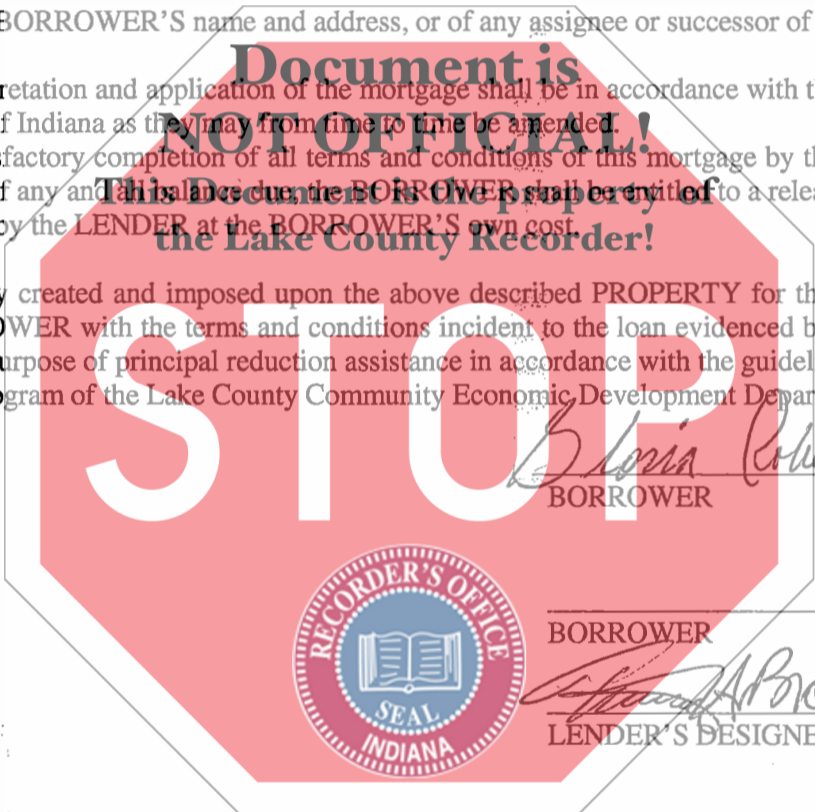 BORROWER'S name and address, or of any assignee or successor of
Document is
retation and application of the mortgage shall be in accordance with th
f Indiana as they may from time to time be amended.
NOT OFFICIAL!
sfactory completion of all terms and conditions of this mortgage by th
f any and all balance due, the BORROWER shall be entitled to a relea
This Document is the property of
by the LENDER at the BORROWER'S own cost.
the Lake County Recorder!
y created and imposed upon the above described PROPERTY for th
OWER with the terms and conditions incident to the loan evidenced b
urpose of principal reduction assistance in accordance with the guidel
ogram of the Lake County Community Economic Development Depar
STOP
BORROWER
RECORDER'S OFFICE
SEAL
INDIANA
BORROWER
LENDER'S DESIGNE